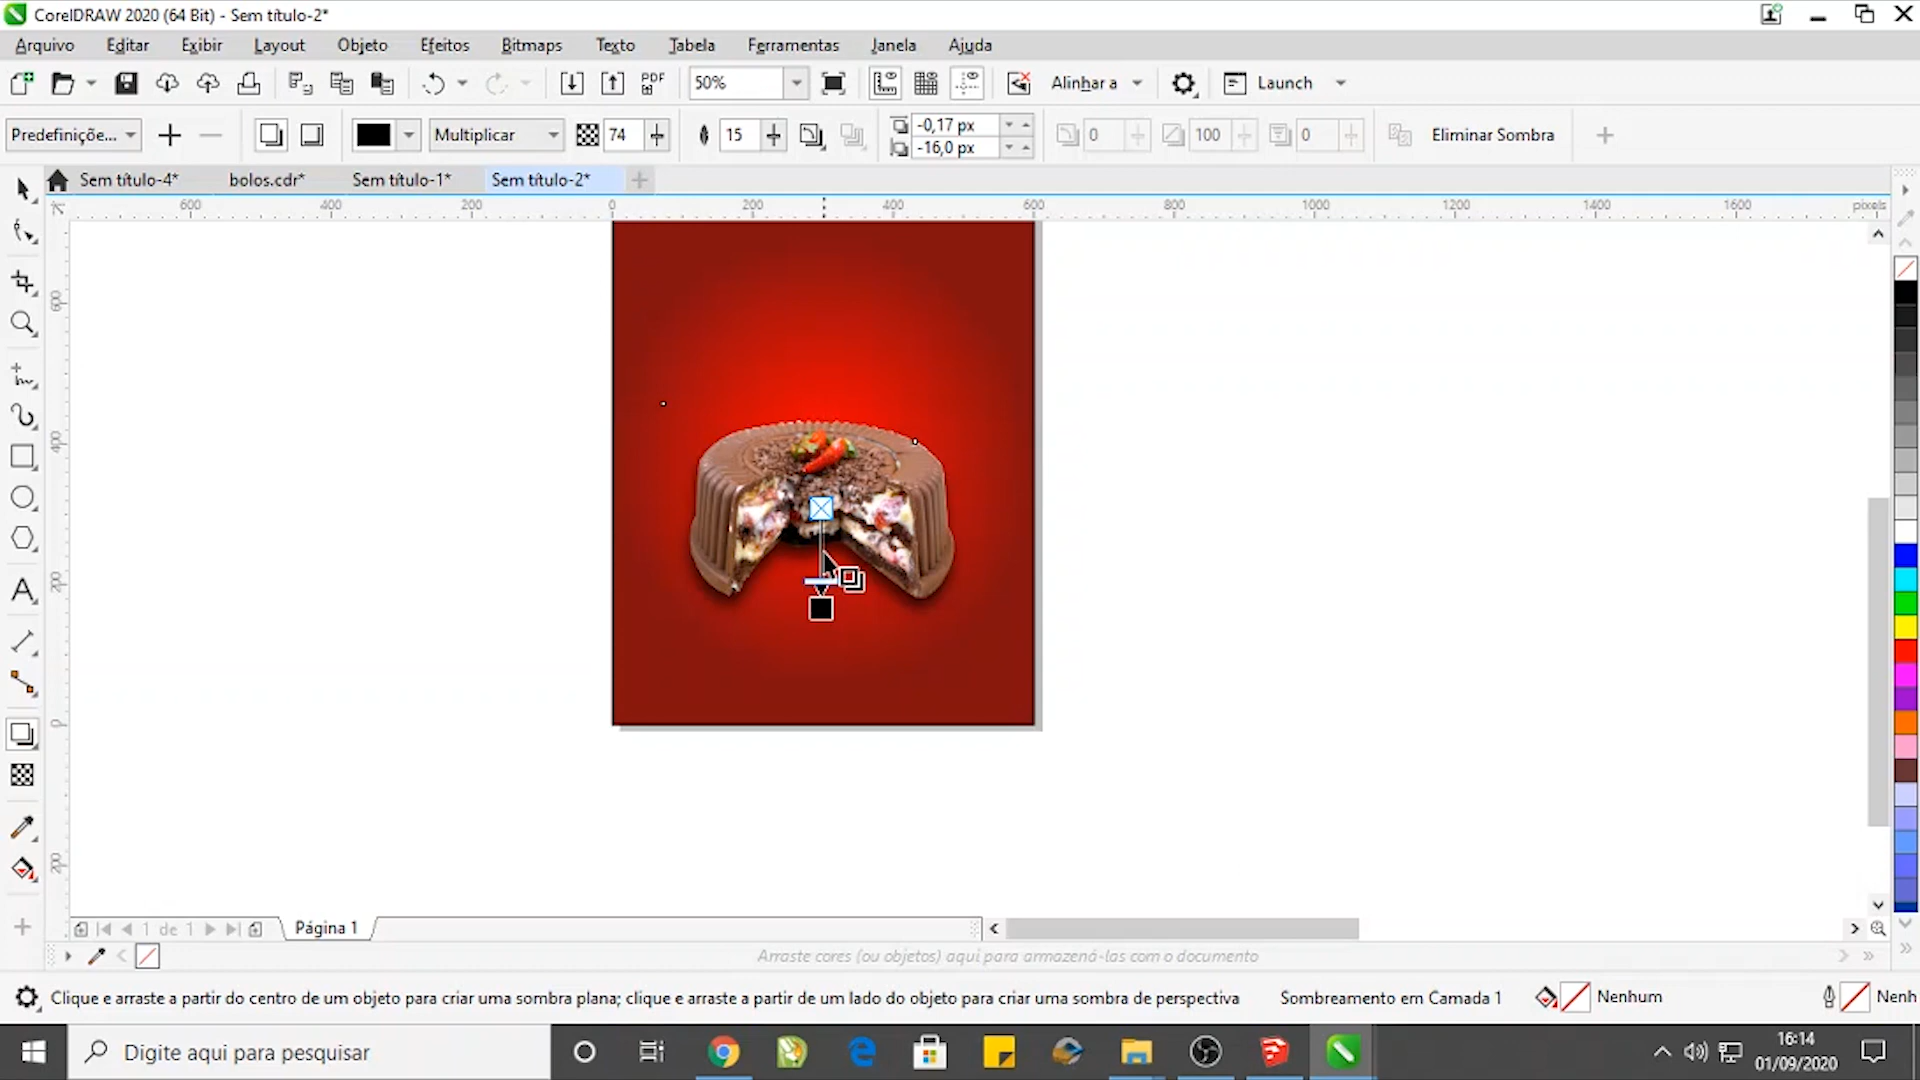 CorelDRAW 2020 (64 Bit) - Sem título-2*
Arquivo Editar Exibir Layout Objeto Efeitos Bitmaps Texto Tabela Ferramentas Janela Ajuda
PDF 50% Alinhar a Launch
Predefiniçõe... Multiplicar 74 15 -0,17 px 0 100 0 Eliminar Sombra
-16,0 px
Sem título-4* bolos.cdr* Sem título-1* Sem título-2*
600 400 200 0 200 400 600 800 1000 1200 1400 1600 pixels
600
400
200
0
200
1 de 1 Página 1
Arraste cores (ou objetos) aqui para armazená-las com o documento
Clique e arraste a partir do centro de um objeto para criar uma sombra plana; clique e arraste a partir de um lado do objeto para criar uma sombra de perspectiva Sombreamento em Camada 1 Nenhum Nenh
Digite aqui para pesquisar
16:14
01/09/2020